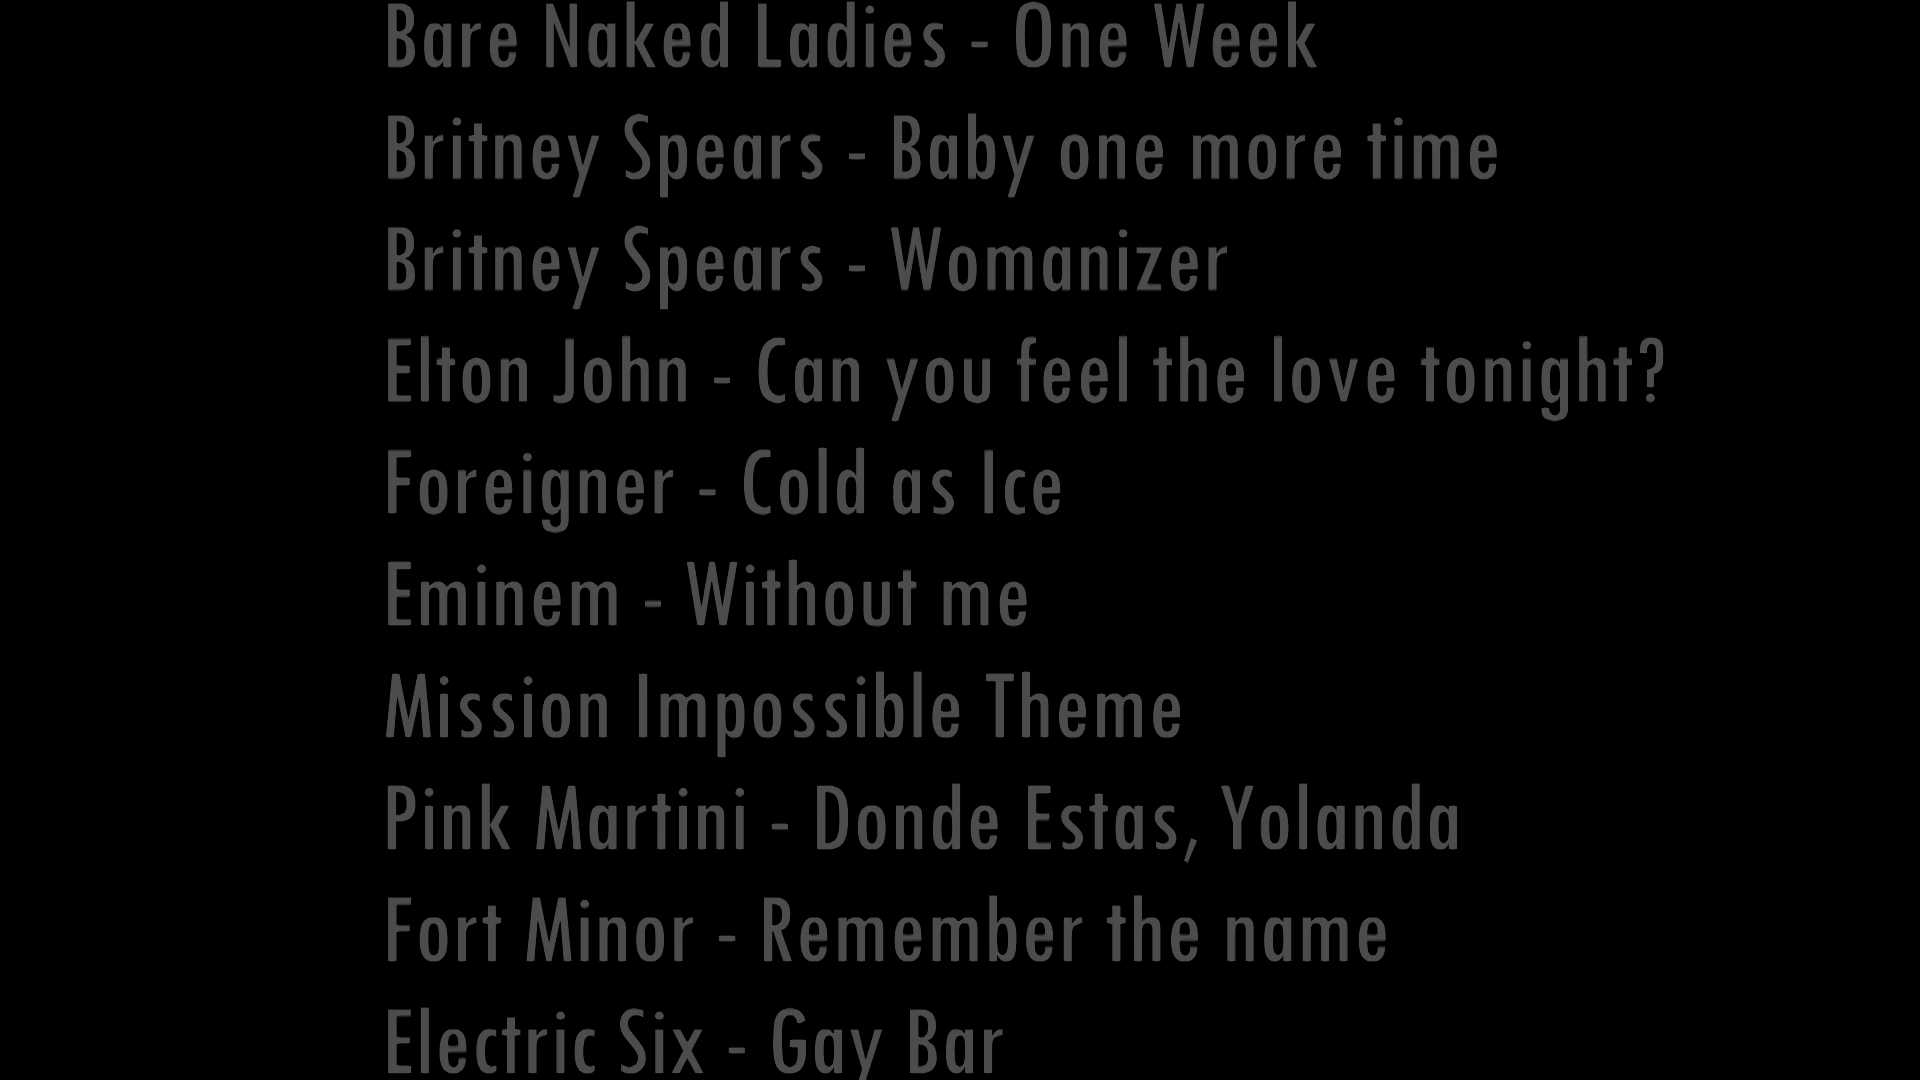 Bare Naked Ladies - One Week
Britney Spears - Baby one more time
Britney Spears - Womanizer
Elton John - Can you feel the love tonight?
Foreigner - Cold as Ice
Eminem - Without me
Mission Impossible Theme
Pink Martini - Donde Estas, Yolanda
Fort Minor - Remember the name
Electric Six - Gay Bar